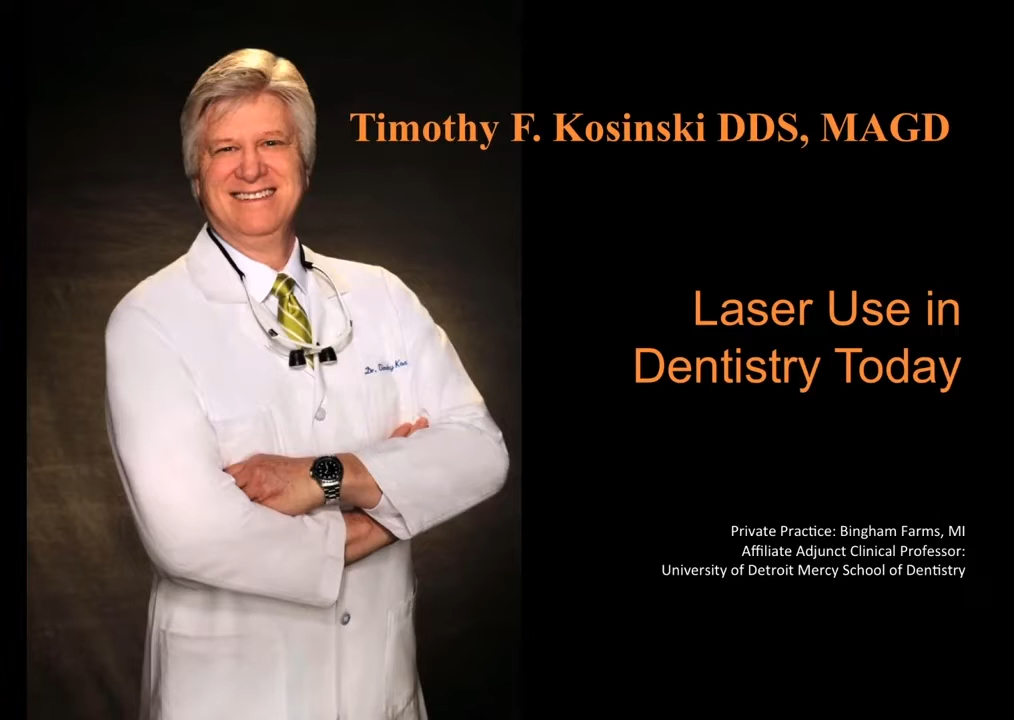 Timothy F. Kosinski DDS, MAGD
Laser Use in
Dentistry Today
Dr.
Private Practice: Bingham Farms, MI
Affiliate Adjunct Clinical Professor:
University of Detroit Mercy School of Dentistry